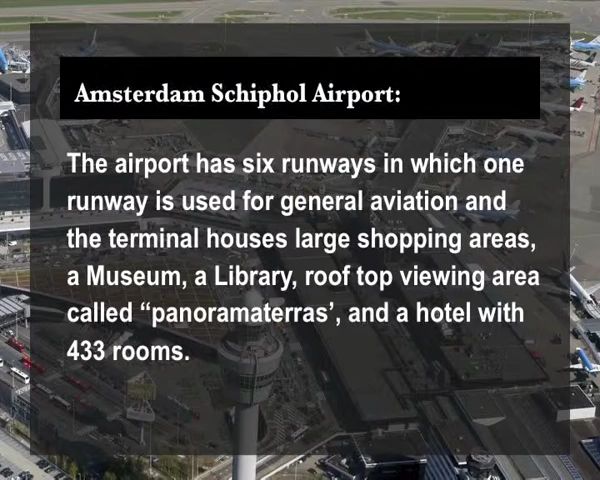 Amsterdam Schiphol Airport:
The airport has six runways in which one
runway is used for general aviation and
the terminal houses large shopping areas,
a Museum, a Library, roof top viewing area
called “panoramaterras’, and a hotel with
433 rooms.